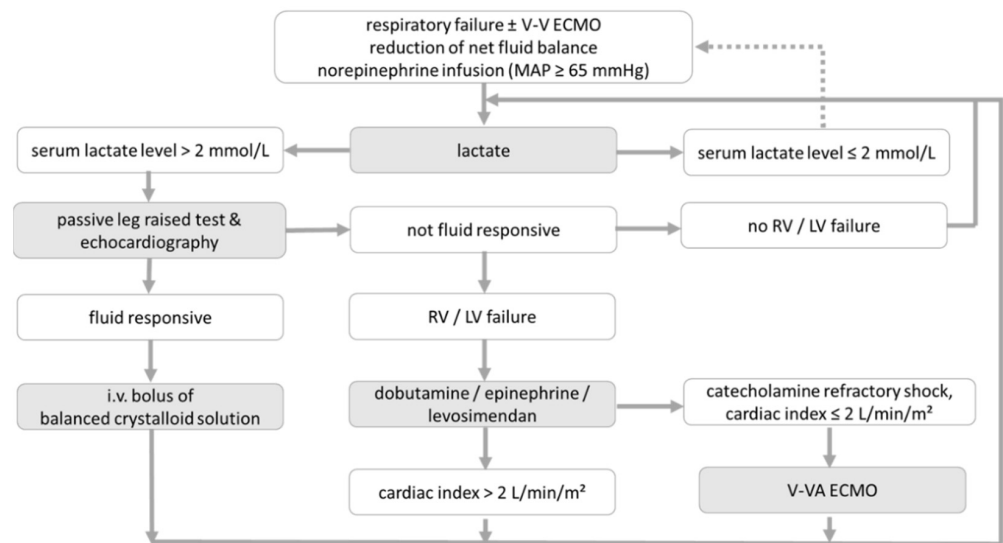 respiratory failure ± V-V ECMO
reduction of net fluid balance
norepinephrine infusion (MAP ≥ 65 mmHg)
serum lactate level > 2 mmol/L
lactate
serum lactate level ≤ 2 mmol/L
passive leg raised test &
echocardiography
not fluid responsive
no RV / LV failure
fluid responsive
RV / LV failure
i.v. bolus of
balanced crystalloid solution
dobutamine / epinephrine /
levosimendan
catecholamine refractory shock,
cardiac index ≤ 2 L/min/m²
cardiac index > 2 L/min/m²
V-VA ECMO